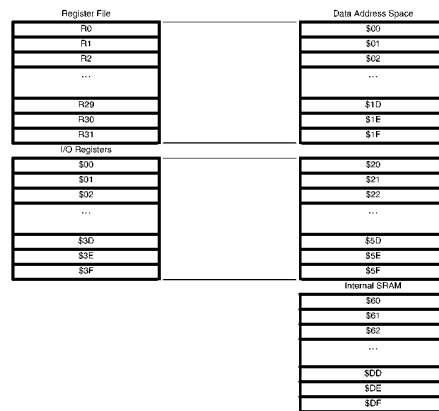 Register File Data Address Space
R0 $00
R1 $01
R2 $02
... ...
R29 $1D
R30 $1E
R31 $1F
I/O Registers
$00 $20
$01 $21
$02 $22
... ...
$3D $5D
$3E $5E
$3F $5F
Internal SRAM
$60
$61
$62
...
$DD
$DE
$DF